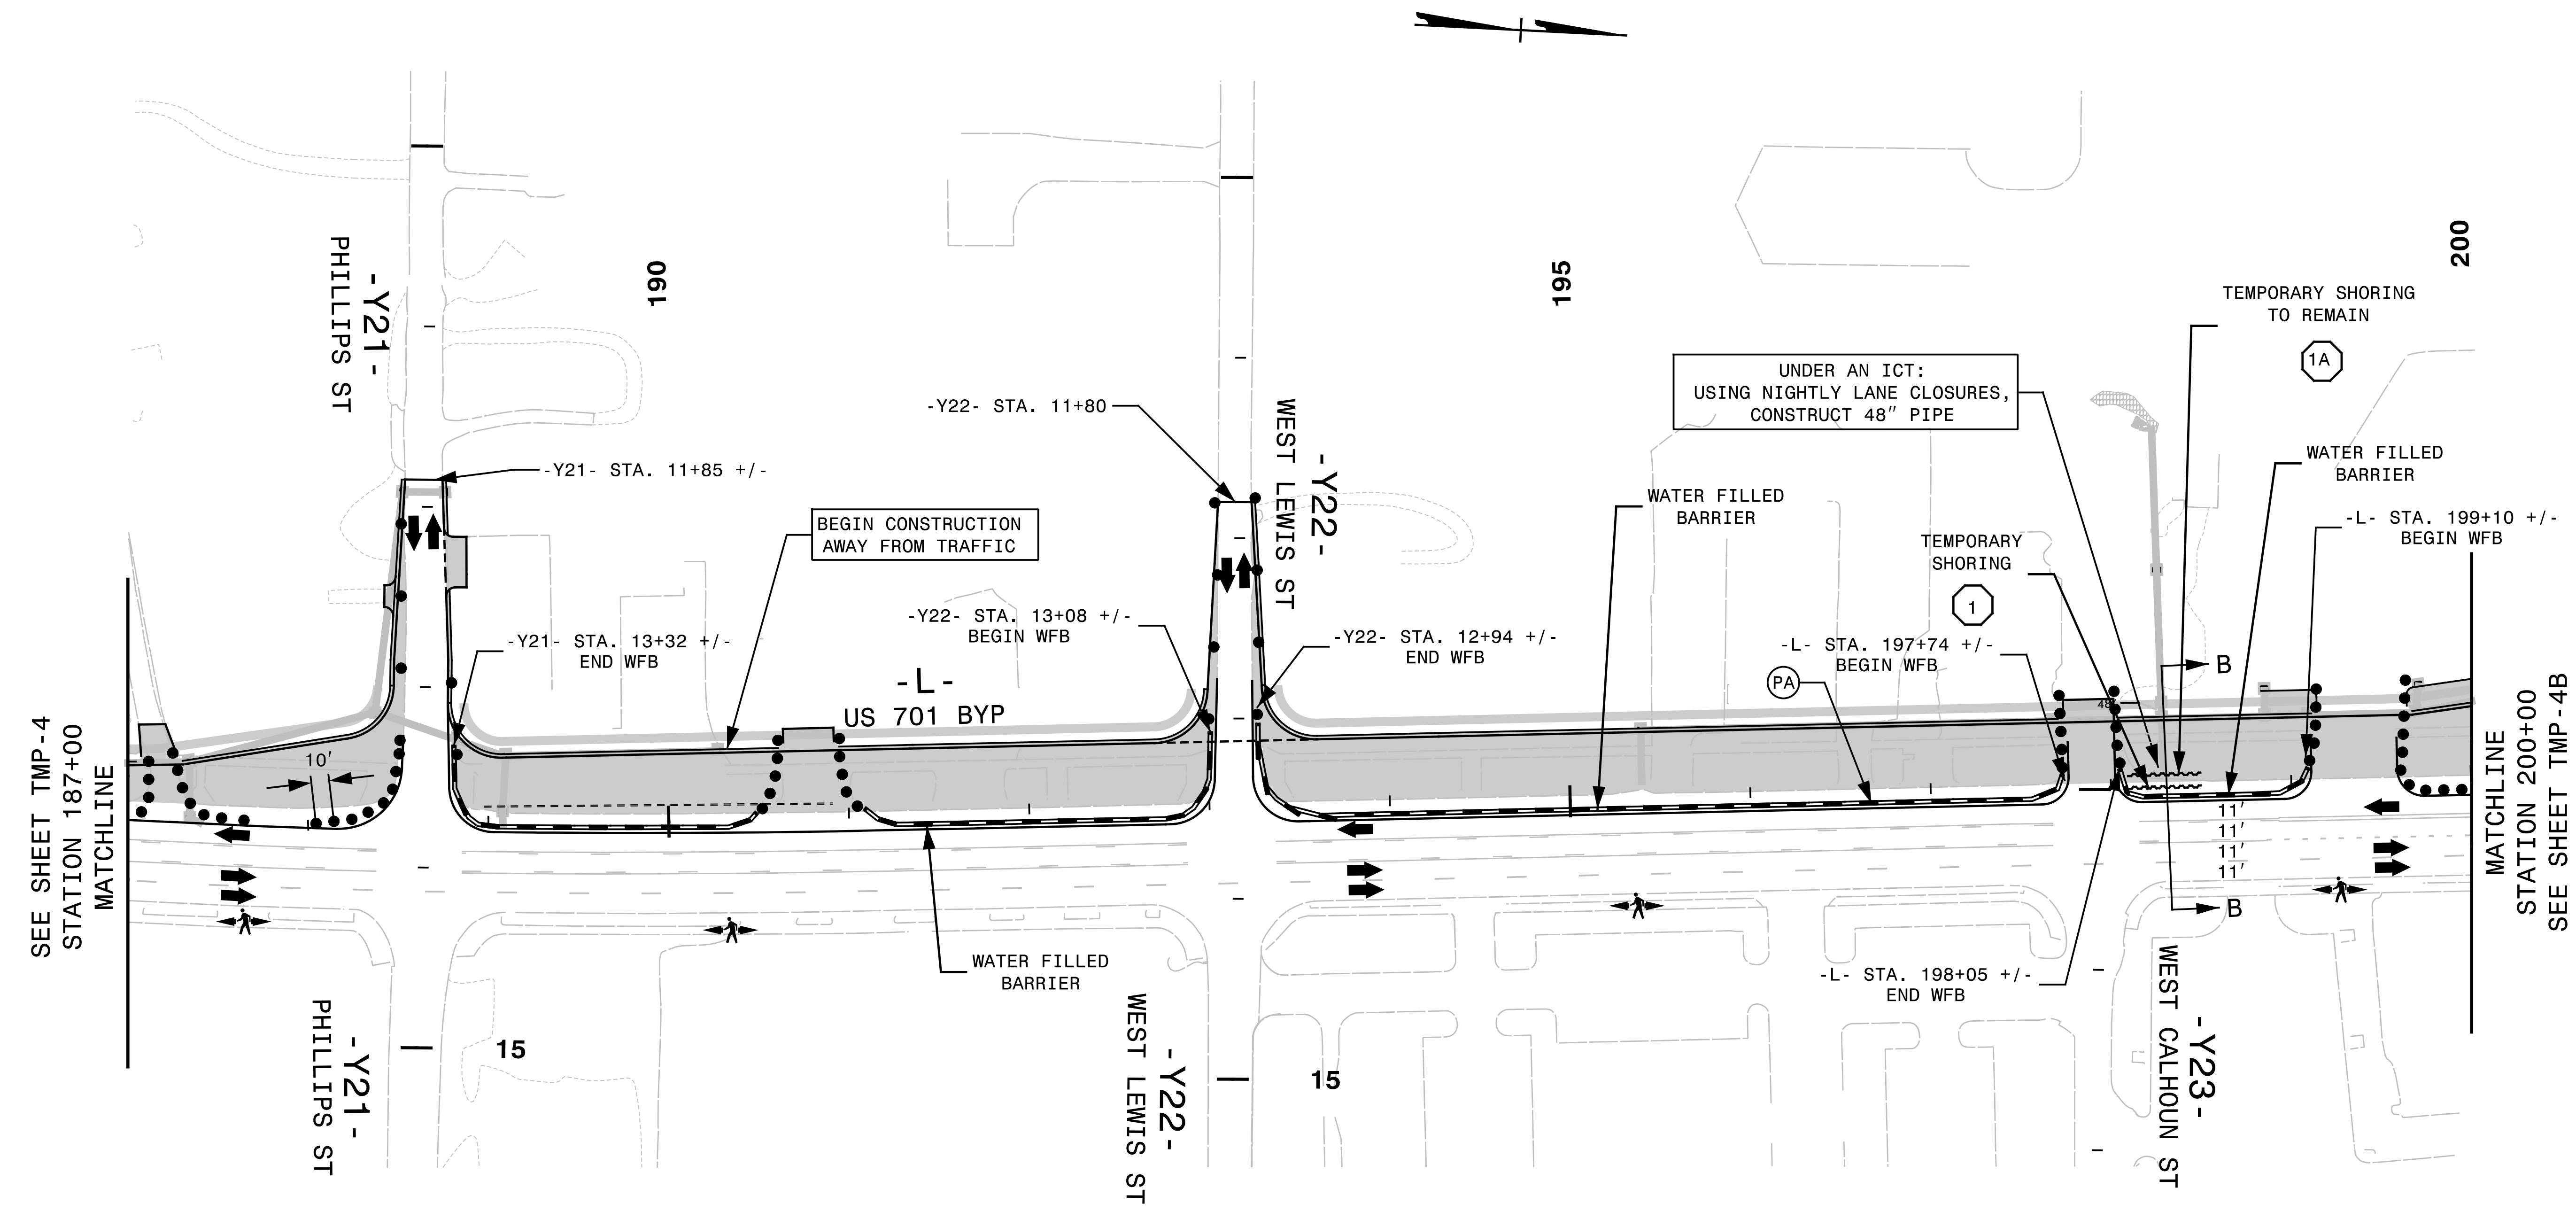 SEE SHEET TMP-4
STATION 187+00
MATCHLINE
-Y21-
PHILLIPS ST
190
-Y21- STA. 11+85 +/-
-Y21- STA. 13+32 +/-
END WFB
10'
BEGIN CONSTRUCTION
AWAY FROM TRAFFIC
-L-
US 701 BYP
-Y22- STA. 11+80
-Y22- STA. 13+08 +/-
BEGIN WFB
WEST LEWIS ST
-Y22-
-Y22- STA. 12+94 +/-
END WFB
195
WATER FILLED
BARRIER
UNDER AN ICT:
USING NIGHTLY LANE CLOSURES,
CONSTRUCT 48" PIPE
TEMPORARY
SHORING
1
-L- STA. 197+74 +/-
BEGIN WFB
PA
200
TEMPORARY SHORING
TO REMAIN
1A
WATER FILLED
BARRIER
-L- STA. 199+10 +/-
BEGIN WFB
48"
B
B
11'
11'
11'
11'
-L- STA. 198+05 +/-
END WFB
WATER FILLED
BARRIER
-Y21-
PHILLIPS ST
15
WEST LEWIS ST
-Y22-
15
WEST CALHOUN ST
-Y23-
MATCHLINE
STATION 200+00
SEE SHEET TMP-4B